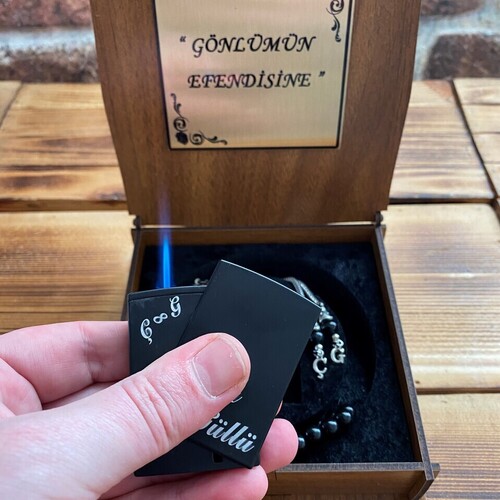 “ GÖNLÜMÜN
EFENDİSİNE ”
Ç ∞ G
Ç G